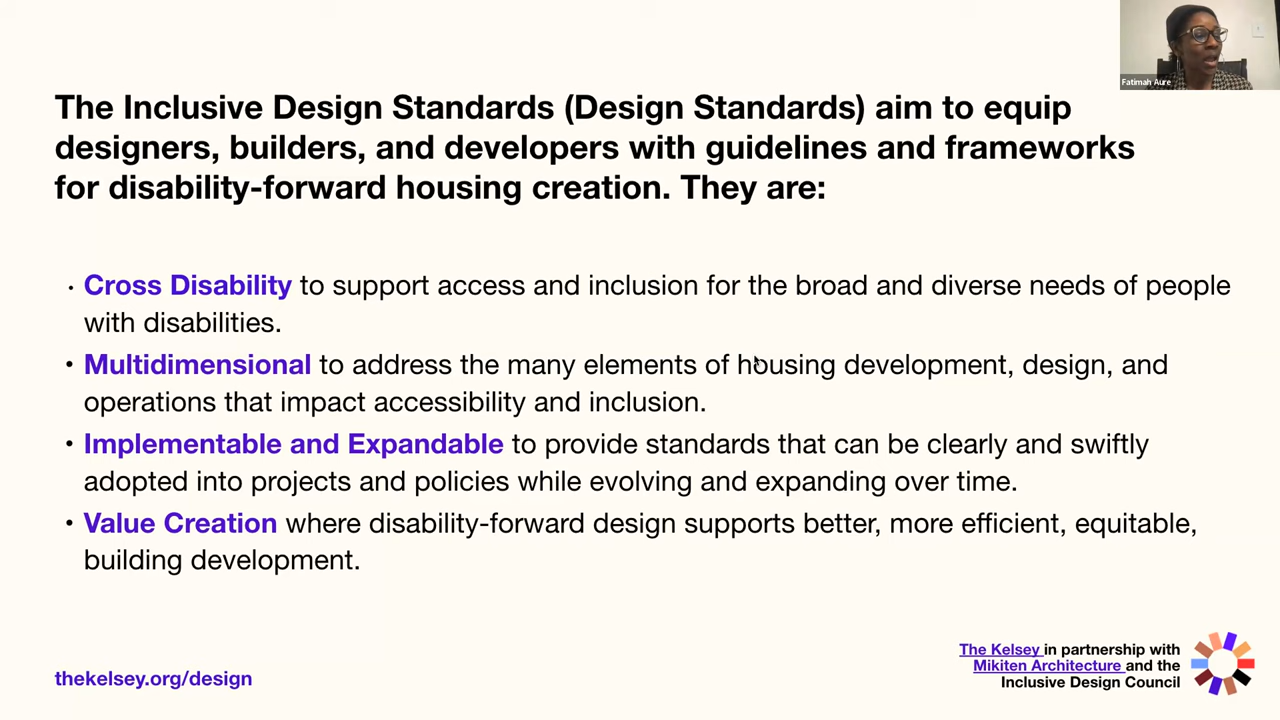 Fatimah Aure
The Inclusive Design Standards (Design Standards) aim to equip
designers, builders, and developers with guidelines and frameworks
for disability-forward housing creation. They are:
• Cross Disability to support access and inclusion for the broad and diverse needs of people
with disabilities.
• Multidimensional to address the many elements of housing development, design, and
operations that impact accessibility and inclusion.
• Implementable and Expandable to provide standards that can be clearly and swiftly
adopted into projects and policies while evolving and expanding over time.
• Value Creation where disability-forward design supports better, more efficient, equitable,
building development.
thekelsey.org/design
The Kelsey in partnership with
Mikiten Architecture and the
Inclusive Design Council